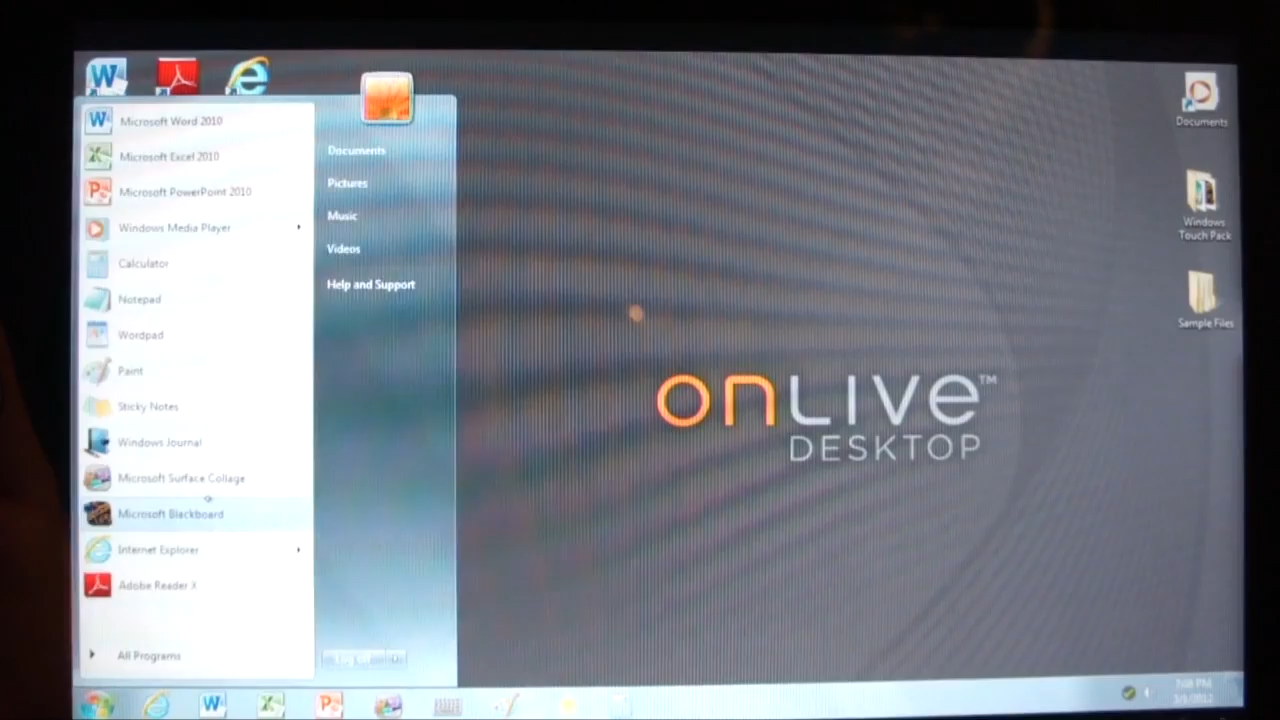 Microsoft Word 2010
Microsoft Excel 2010
Microsoft PowerPoint 2010
Windows Media Player
Calculator
Notepad
Wordpad
Paint
Sticky Notes
Windows Journal
Microsoft Surface Collage
Microsoft Blackboard
Internet Explorer
Adobe Reader X
All Programs
Documents
Pictures
Music
Videos
Help and Support
onLIVe™
DESKTOP
Documents
Windows
Touch Pack
Sample Files